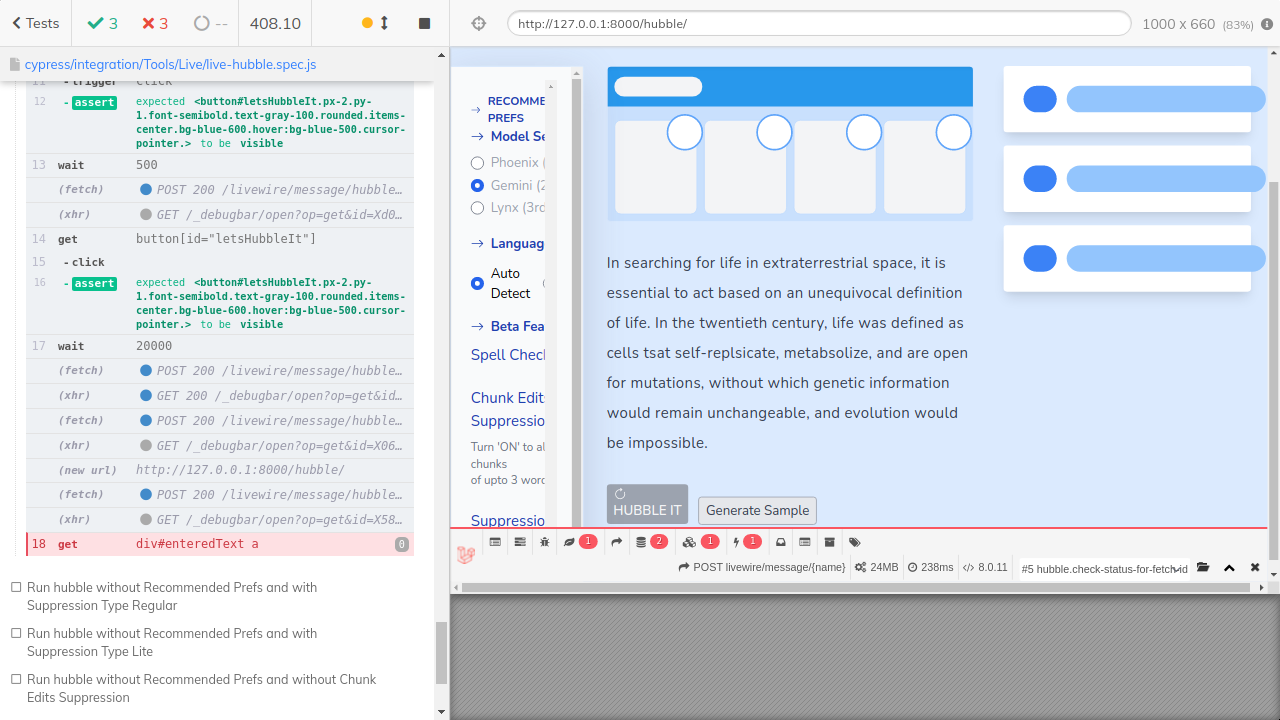 Tests
3
3
--
408.10
cypress/integration/Tools/Live/live-hubble.spec.js
11 -trigger click
12 -assert expected <button#letsHubbleIt.px-2.py-
1.font-semibold.text-gray-100.rounded.items-
center.bg-blue-600.hover:bg-blue-500.cursor-
pointer.> to be visible
13 wait 500
(fetch) POST 200 /livewire/message/hubble…
(xhr) GET /_debugbar/open?op=get&id=Xd0…
14 get button[id="letsHubbleIt"]
15 -click
16 -assert expected <button#letsHubbleIt.px-2.py-
1.font-semibold.text-gray-100.rounded.items-
center.bg-blue-600.hover:bg-blue-500.cursor-
pointer.> to be visible
17 wait 20000
(fetch) POST 200 /livewire/message/hubble…
(xhr) GET 200 /_debugbar/open?op=get&id…
(fetch) POST 200 /livewire/message/hubble…
(xhr) GET /_debugbar/open?op=get&id=X06…
(new url) http://127.0.0.1:8000/hubble/
(fetch) POST 200 /livewire/message/hubble…
(xhr) GET /_debugbar/open?op=get&id=X58…
18 get div#enteredText a 0
Run hubble without Recommended Prefs and with
Suppression Type Regular
Run hubble without Recommended Prefs and with
Suppression Type Lite
Run hubble without Recommended Prefs and without Chunk
Edits Suppression
http://127.0.0.1:8000/hubble/
1000 x 660 (83%)
RECOMME
PREFS
Model Se
Phoenix (
Gemini (2
Lynx (3rd
Languag
Auto
Detect
Beta Fea
Spell Chec
Chunk Edit
Suppressio
Turn 'ON' to al
chunks
of upto 3 word
Suppressio
In searching for life in extraterrestrial space, it is
essential to act based on an unequivocal definition
of life. In the twentieth century, life was defined as
cells tsat self-replsicate, metabsolize, and are open
for mutations, without which genetic information
would remain unchangeable, and evolution would
be impossible.
HUBBLE IT
Generate Sample
1 2 1 1
POST livewire/message/{name} 24MB 238ms 8.0.11 #5 hubble.check-status-for-fetch